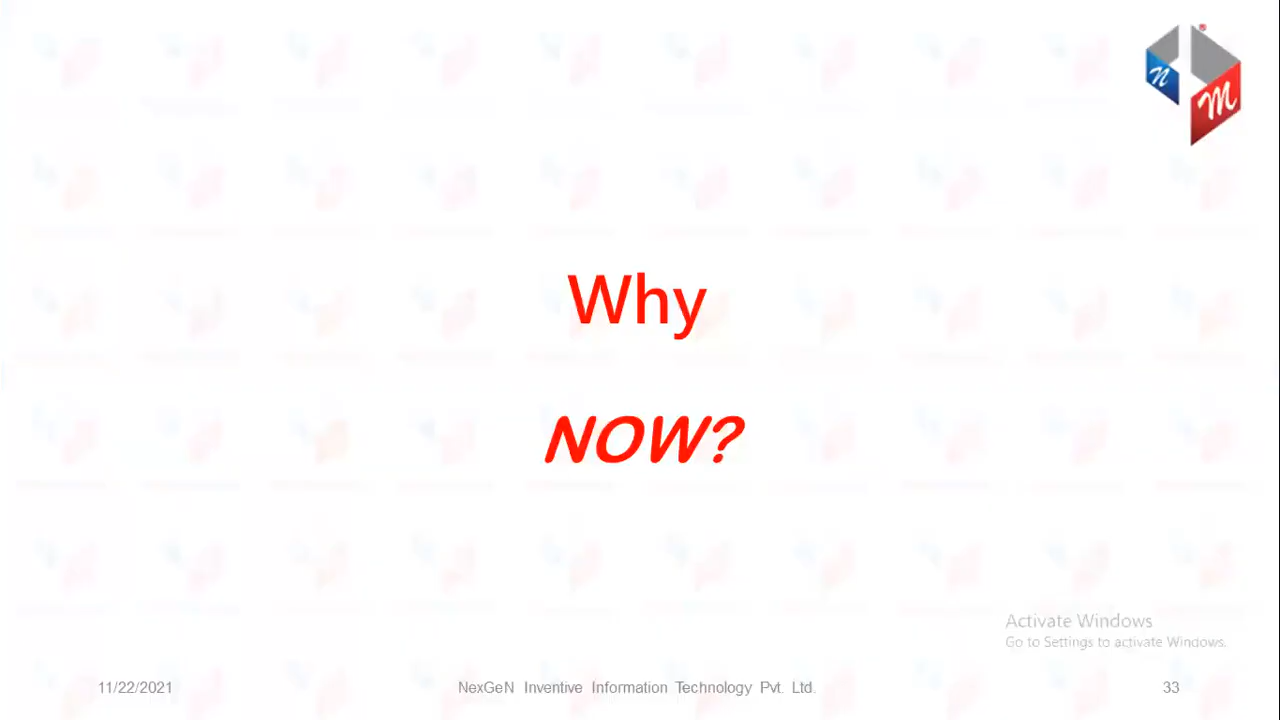 ®
n
m
Why
NOW?
Activate Windows
Go to Settings to activate Windows.
11/22/2021
NexGeN Inventive Information Technology Pvt. Ltd.
33